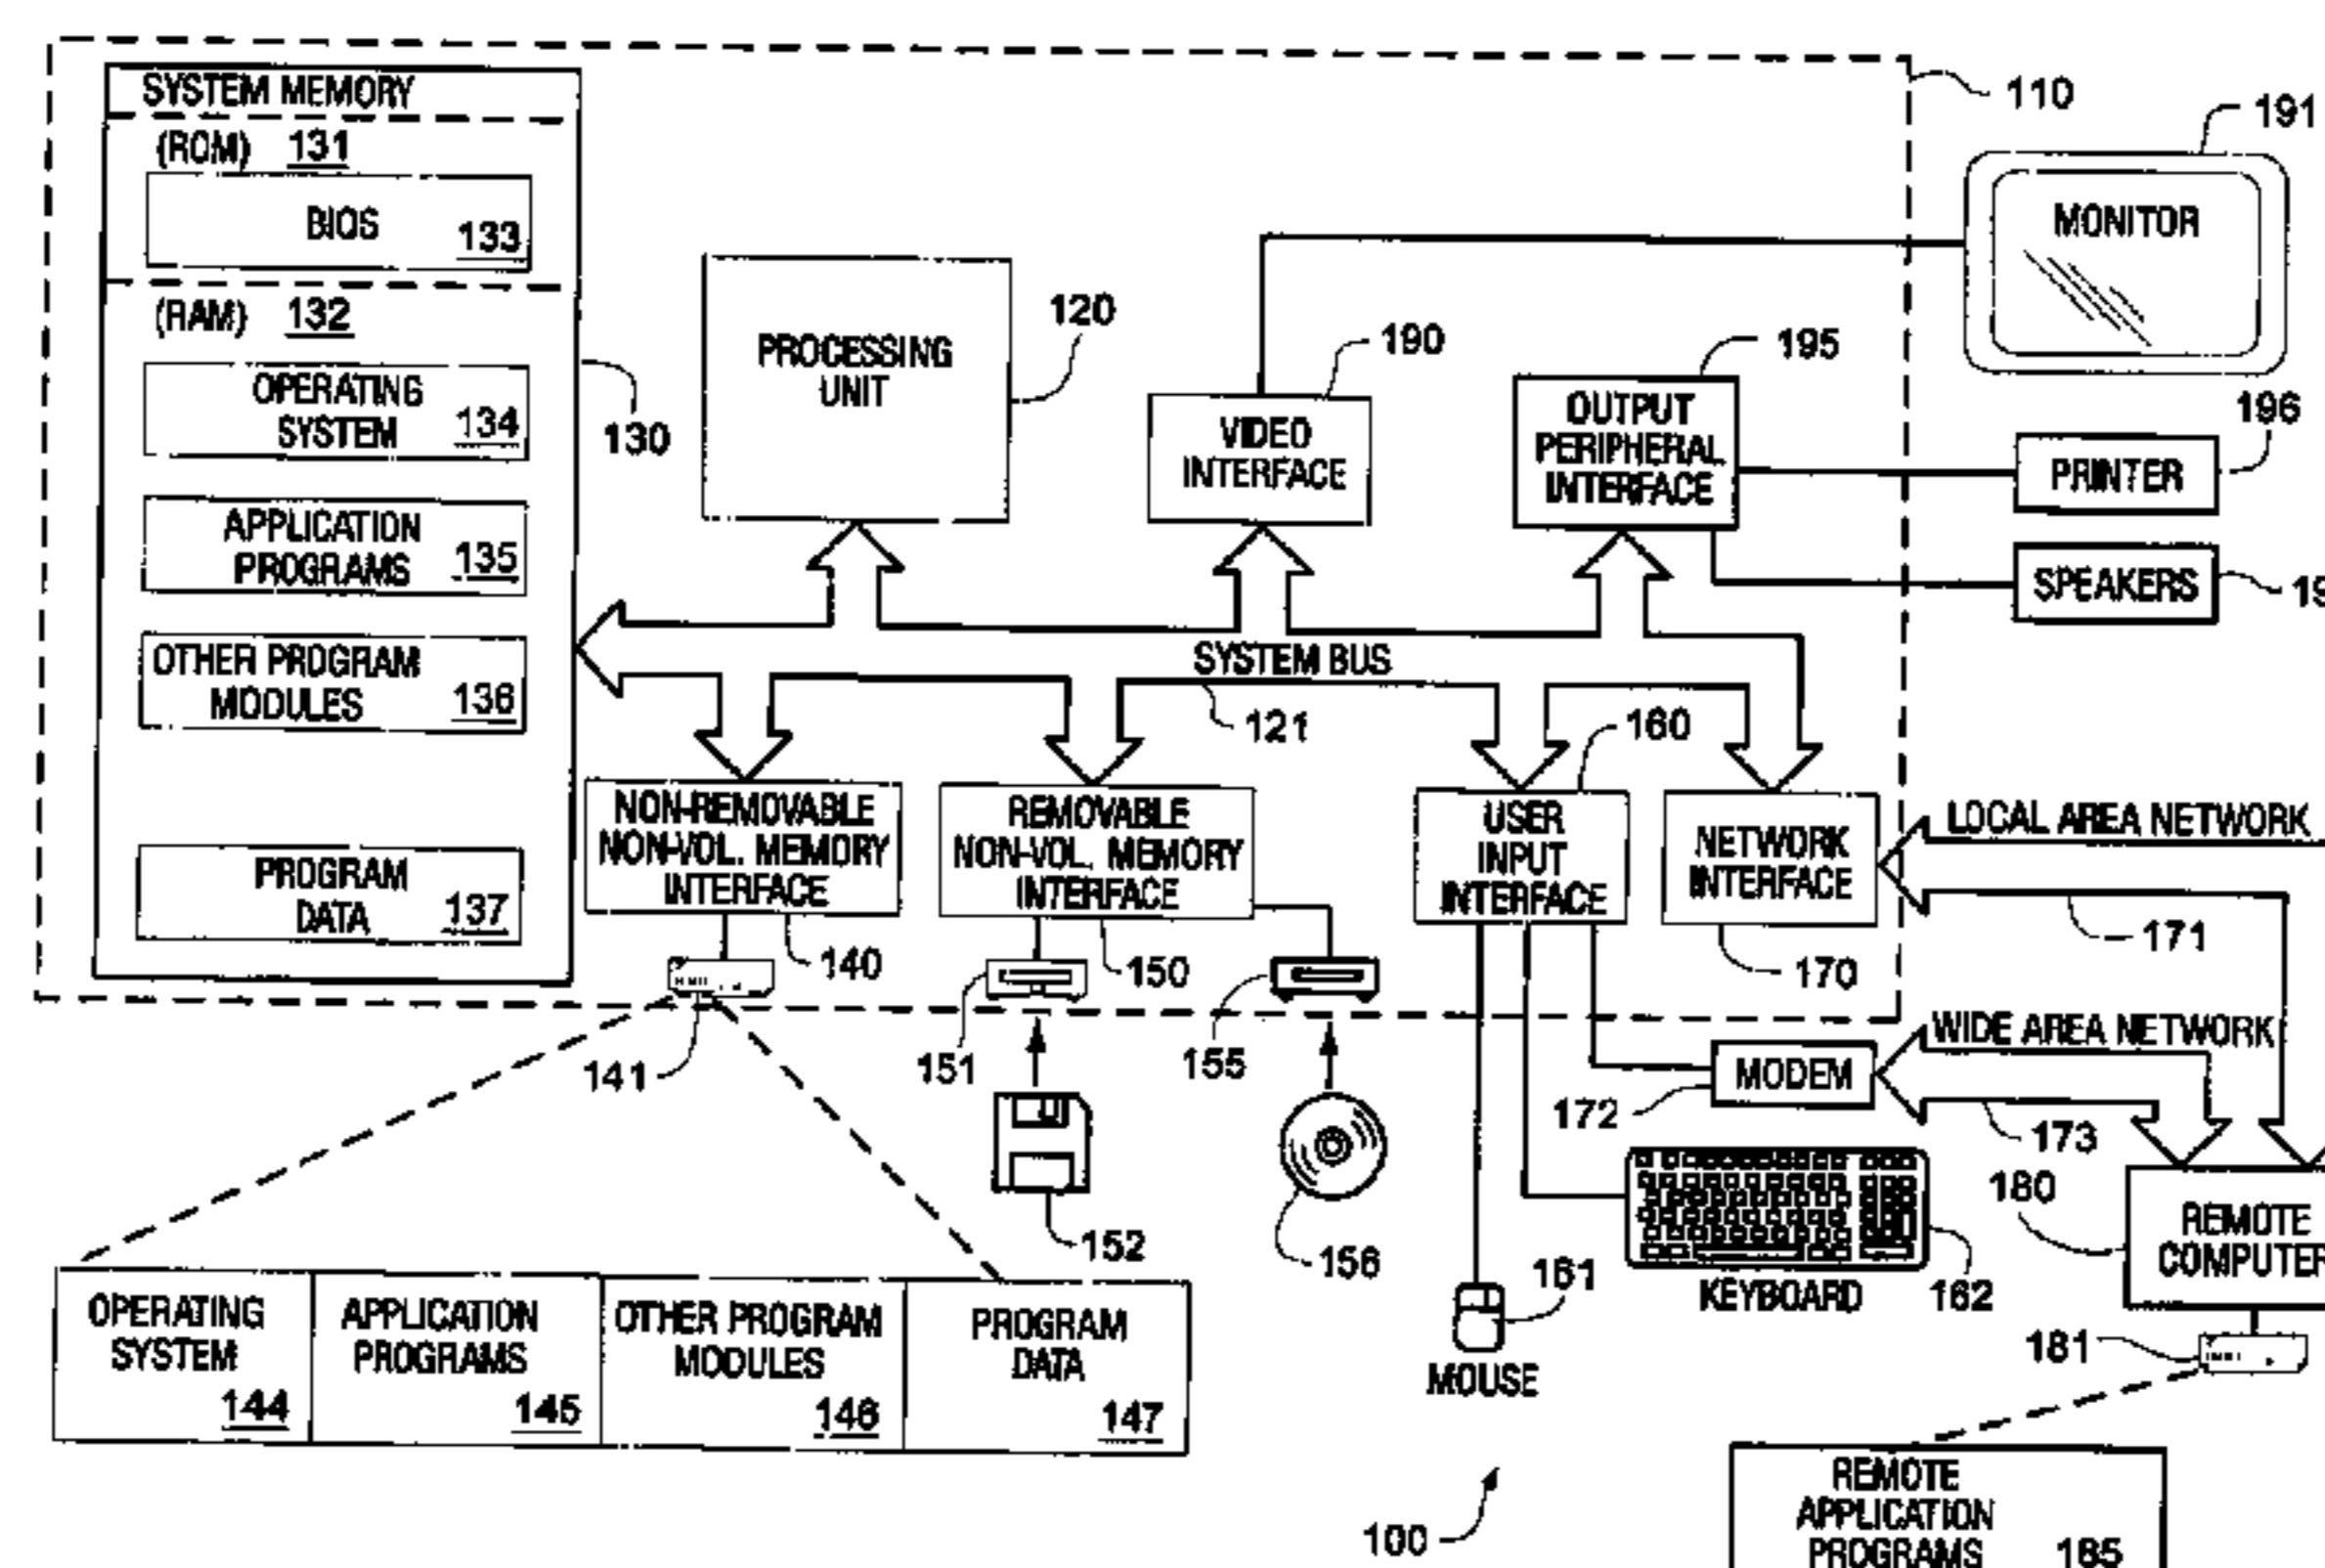 SYSTEM MEMORY
(ROM) 131
BIOS
133
(RAM) 132
OPERATING
SYSTEM 134
APPLICATION
PROGRAMS 135
OTHER PROGRAM
MODULES 136
PROGRAM
DATA 137
130
PROCESSING
UNIT
120
VIDEO
INTERFACE
190
OUTPUT
PERIPHERAL
INTERFACE
195
110
191
MONITOR
196
PRINTER
SPEAKERS
SYSTEM BUS
121
NON-REMOVABLE
NON-VOL. MEMORY
INTERFACE
140
REMOVABLE
NON-VOL. MEMORY
INTERFACE
150
160
USER
INPUT
INTERFACE
NETWORK
INTERFACE
170
LOCAL AREA NETWORK
171
WIDE AREA NETWORK
173
MODEM
172
141
151
155
152
156
OPERATING
SYSTEM
144
APPLICATION
PROGRAMS
145
OTHER PROGRAM
MODULES
146
PROGRAM
DATA
147
161
MOUSE
KEYBOARD
162
180
REMOTE
COMPUTER
181
100
REMOTE
APPLICATION
PROGRAMS 185